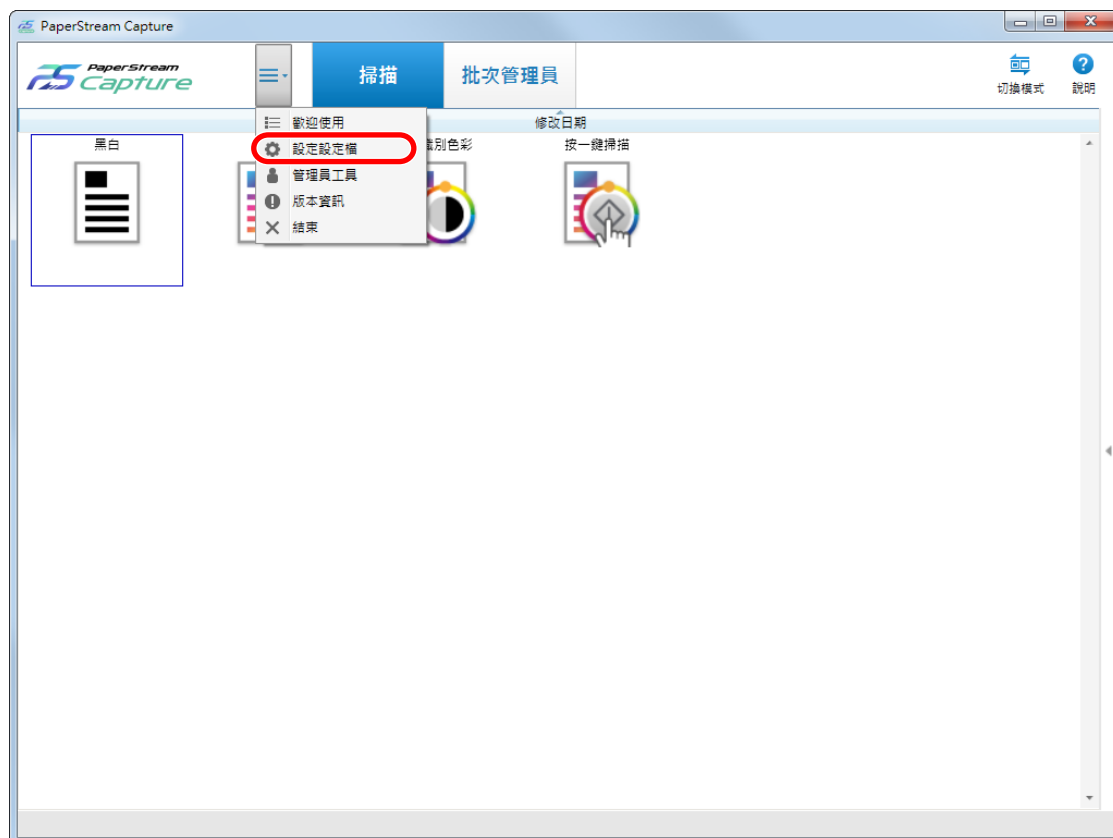 PaperStream Capture
PaperStream
Capture
掃描
批次管理員
切換模式
說明
修改日期
歡迎使用
設定設定檔
管理員工具
版本資訊
結束
黑白
別色彩
按一鍵掃描